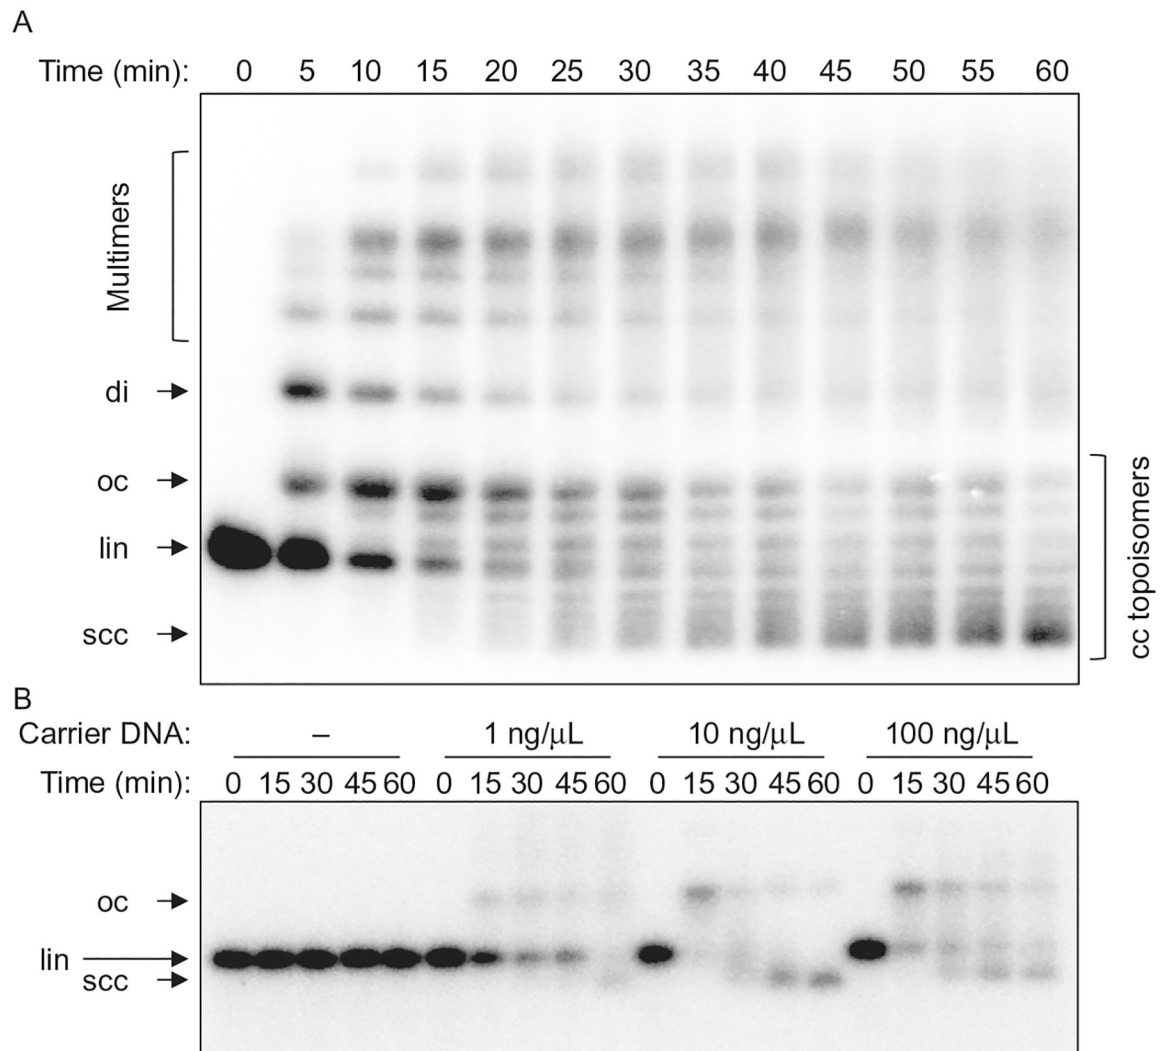 A
Time (min): 0 5 10 15 20 25 30 35 40 45 50 55 60
Multimers
di
oc
lin
scc
cc topoisomers
B
Carrier DNA: – 1 ng/μL 10 ng/μL 100 ng/μL
Time (min): 0 15 30 45 60 0 15 30 45 60 0 15 30 45 60 0 15 30 45 60
oc
lin
scc